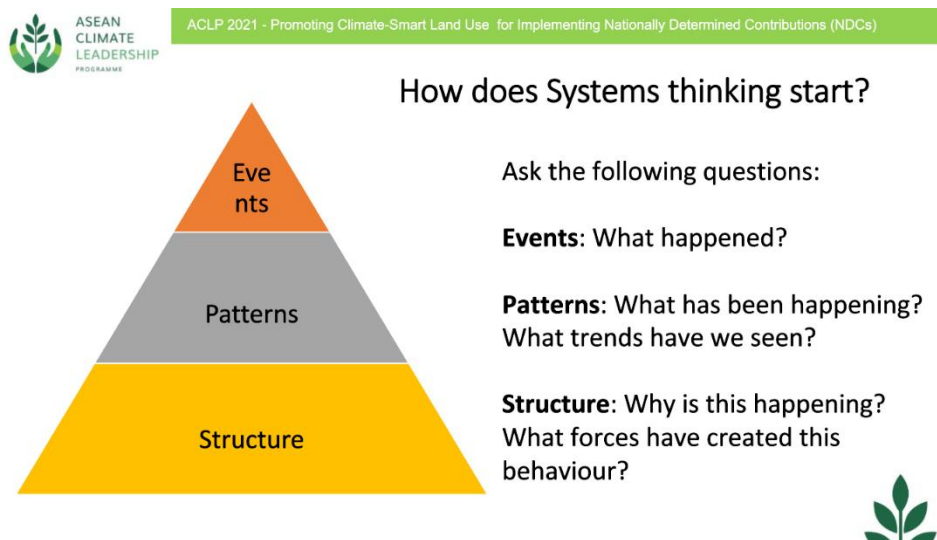 ASEAN
CLIMATE
LEADERSHIP
PROGRAMME
ACLP 2021 - Promoting Climate-Smart Land Use for Implementing Nationally Determined Contributions (NDCs)
How does Systems thinking start?
Eve
nts
Patterns
Structure
Ask the following questions:
Events: What happened?
Patterns: What has been happening?
What trends have we seen?
Structure: Why is this happening?
What forces have created this
behaviour?